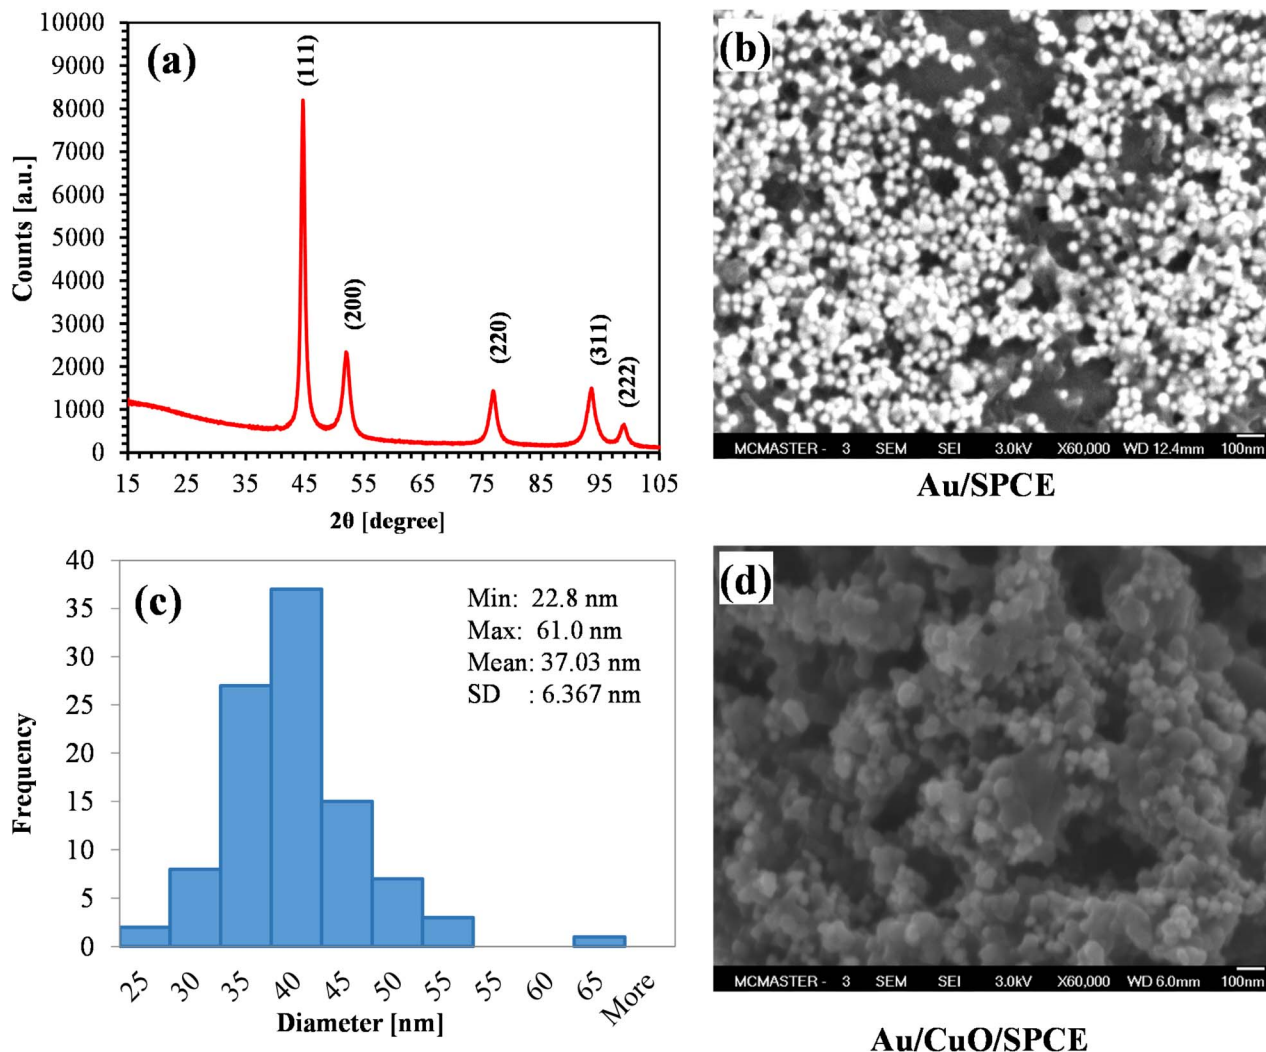 (a)
10000
9000
8000
7000
6000
5000
4000
3000
2000
1000
0
Counts [a.u.]
(111)
(200)
(220)
(311)
(222)
15 25 35 45 55 65 75 85 95 105
2θ [degree]
(b)
MCMASTER - 3 SEM SEI 3.0kV X60,000 WD 12.4mm 100nm
Au/SPCE
(c)
40
35
30
25
20
15
10
5
0
Frequency
Min: 22.8 nm
Max: 61.0 nm
Mean: 37.03 nm
SD : 6.367 nm
25 30 35 40 45 50 55 55 60 65 More
Diameter [nm]
(d)
MCMASTER - 3 SEM SEI 3.0kV X60,000 WD 6.0mm 100nm
Au/CuO/SPCE